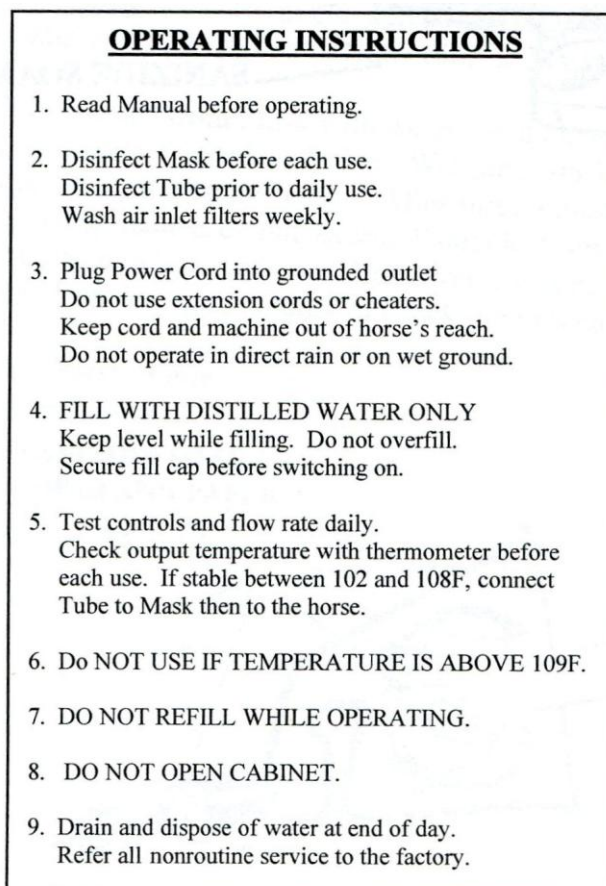 OPERATING INSTRUCTIONS
1. Read Manual before operating.
2. Disinfect Mask before each use.
Disinfect Tube prior to daily use.
Wash air inlet filters weekly.
3. Plug Power Cord into grounded outlet
Do not use extension cords or cheaters.
Keep cord and machine out of horse's reach.
Do not operate in direct rain or on wet ground.
4. FILL WITH DISTILLED WATER ONLY
Keep level while filling. Do not overfill.
Secure fill cap before switching on.
5. Test controls and flow rate daily.
Check output temperature with thermometer before
each use. If stable between 102 and 108F, connect
Tube to Mask then to the horse.
6. Do NOT USE IF TEMPERATURE IS ABOVE 109F.
7. DO NOT REFILL WHILE OPERATING.
8. DO NOT OPEN CABINET.
9. Drain and dispose of water at end of day.
Refer all nonroutine service to the factory.